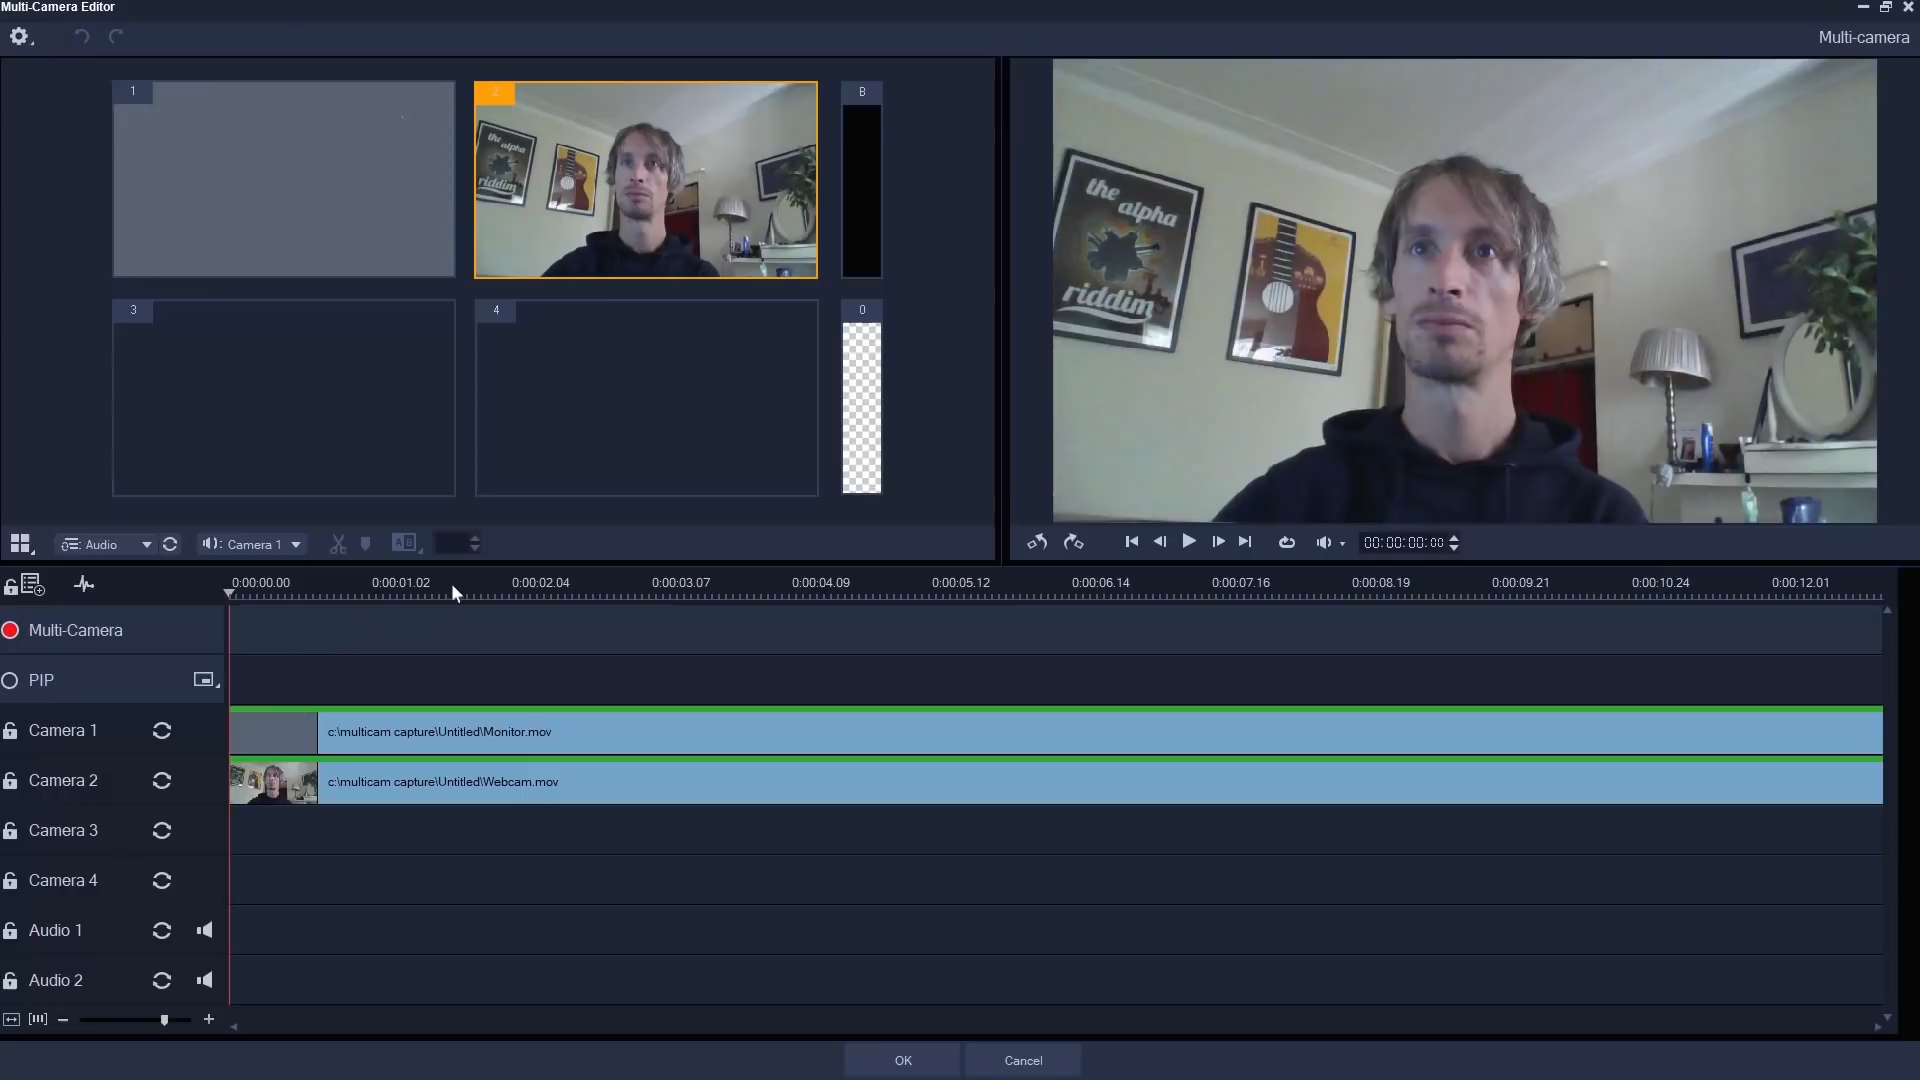 Multi-Camera Editor
Multi-camera
1
2
B
the alpha riddim
3
4
0
the
alpha
riddim
Audio
Camera 1
A B
00:00:00:00
0:00:00.00 0:00:01.02 0:00:02.04 0:00:03.07 0:00:04.09 0:00:05.12 0:00:06.14 0:00:07.16 0:00:08.19 0:00:09.21 0:00:10.24 0:00:12.01
Multi-Camera
PIP
Camera 1
c:\multicam capture\Untitled\Monitor.mov
Camera 2
c:\multicam capture\Untitled\Webcam.mov
Camera 3
Camera 4
Audio 1
Audio 2
OK
Cancel